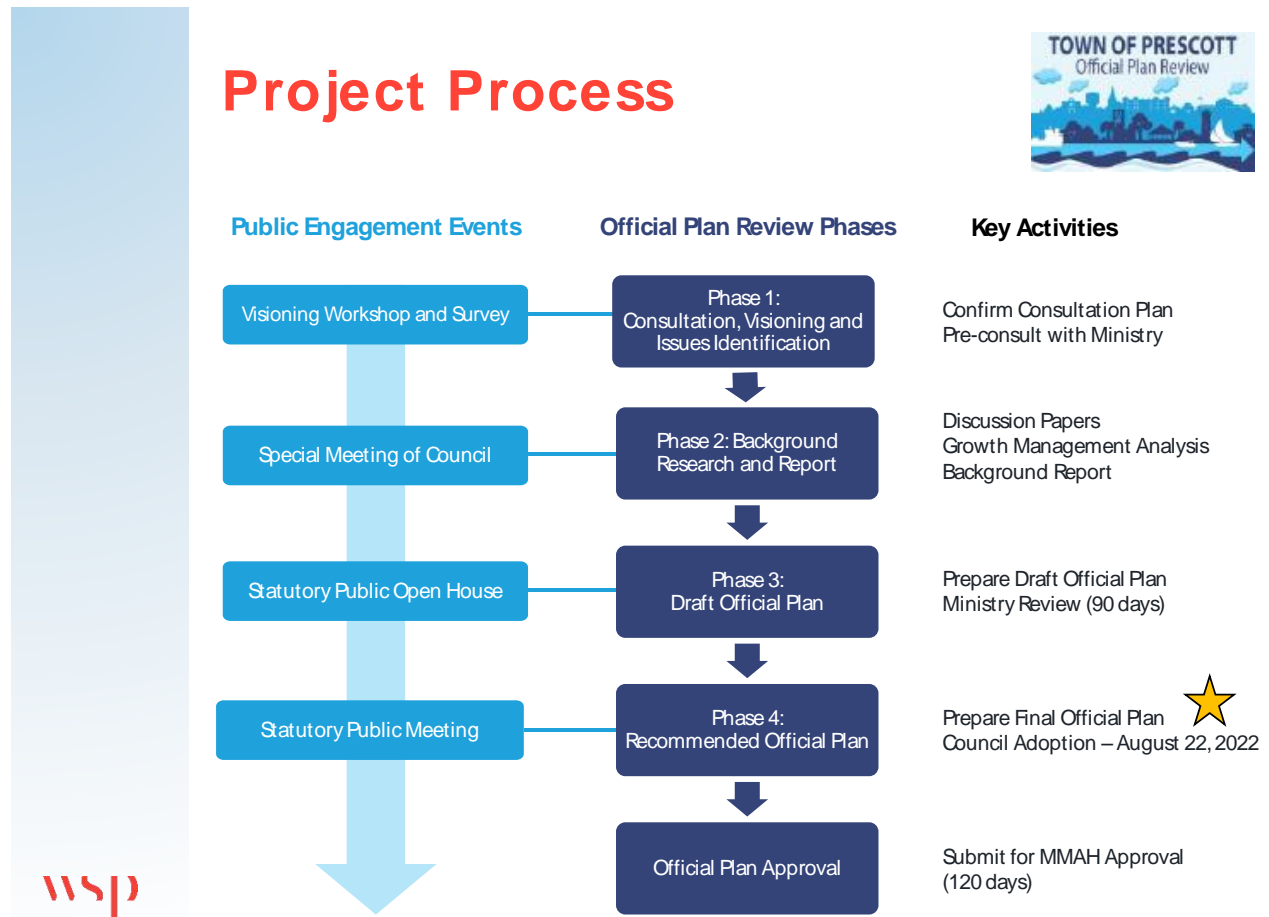 Project Process
TOWN OF PRESCOTT
Official Plan Review
Public Engagement Events
Official Plan Review Phases
Key Activities
Visioning Workshop and Survey
Phase 1:
Consultation, Visioning and
Issues Identification
Confirm Consultation Plan
Pre-consult with Ministry
Special Meeting of Council
Phase 2: Background
Research and Report
Discussion Papers
Growth Management Analysis
Background Report
Statutory Public Open House
Phase 3:
Draft Official Plan
Prepare Draft Official Plan
Ministry Review (90 days)
Statutory Public Meeting
Phase 4:
Recommended Official Plan
Prepare Final Official Plan
Council Adoption – August 22, 2022
Official Plan Approval
Submit for MMAH Approval
(120 days)
wsp